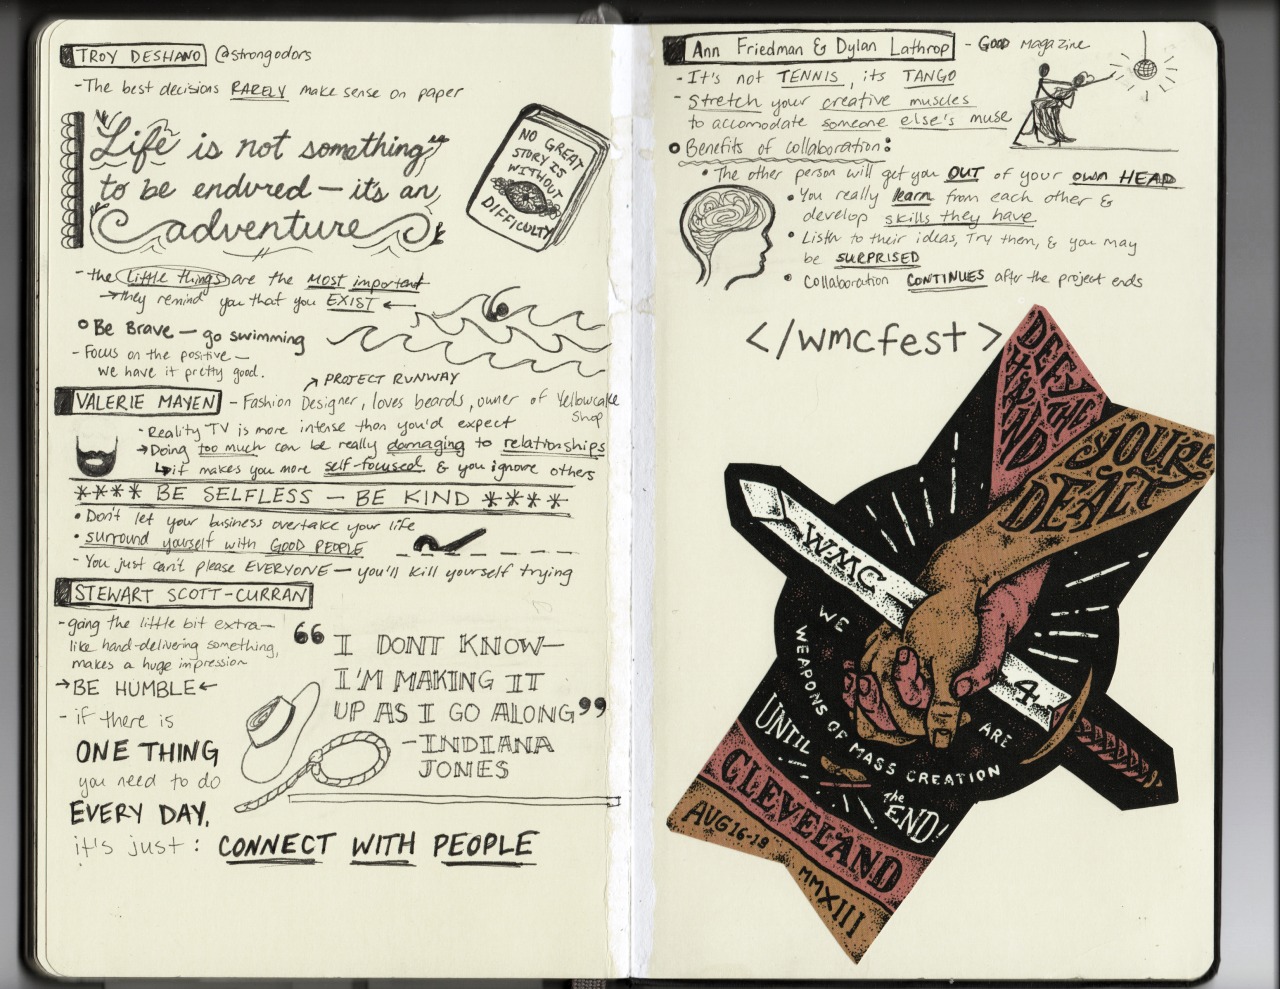 TROY DESHANO @strongodors
- The best decisions RARELY make sense on paper
Life is not something
to be endured — it's an
adventure
NO GREAT
STORY IS
WITHOUT
DIFFICULTY
- the little things are the MOST important
→ they remind you that you EXIST ←
Be Brave — go swimming
- Focus on the positive —
we have it pretty good.
↗ PROJECT RUNWAY
VALERIE MAYEN - Fashion Designer, loves beards, owner of Yellowcake
Shop
- Reality TV is more intense than you'd expect
→ Doing too much can be really damaging to relationships
↳ it makes you more self-focused & you ignore others
**** BE SELFLESS — BE KIND ****
• Don't let your business overtake your life
• surround yourself with GOOD PEOPLE
- You just can't please EVERYONE — you'll kill yourself trying
STEWART SCOTT-CURRAN
- going the little bit extra —
like hand-delivering something,
makes a huge impression
→ BE HUMBLE ←
- if there is
ONE THING
you need to do
EVERY DAY,
it's just: CONNECT WITH PEOPLE
“I DONT KNOW—
I'M MAKING IT
UP AS I GO ALONG”
- INDIANA
JONES
Ann Friedman & Dylan Lathrop - GOOD Magazine
- It's not TENNIS, its TANGO
- Stretch your creative muscles
to accomodate someone else's muse
Benefits of collaboration:
• The other person will get you OUT of your own HEAD
• You really learn from each other &
develop skills they have
• Listn to their ideas, Try them, & you may
be SURPRISED
• Collaboration CONTINUES after the project ends
</wmcfest>
DEFY THE
HAND
YOU'RE
DEALT
WMC
4
WE
ARE
WEAPONS OF MASS CREATION
UNTIL
the
END!
CLEVELAND
AUG 16-18
MMXIII